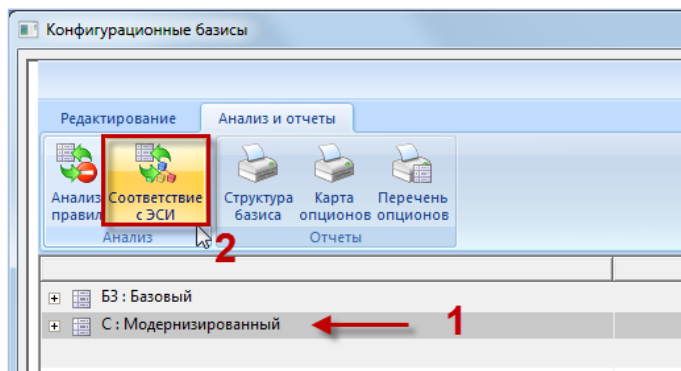 Конфигурационные базисы
Редактирование Анализ и отчеты
Анализ правил Соответствие с ЭСИ Структура базиса Карта опционов Перечень опционов
Анализ Отчеты
2
БЗ : Базовый
С : Модернизированный 1